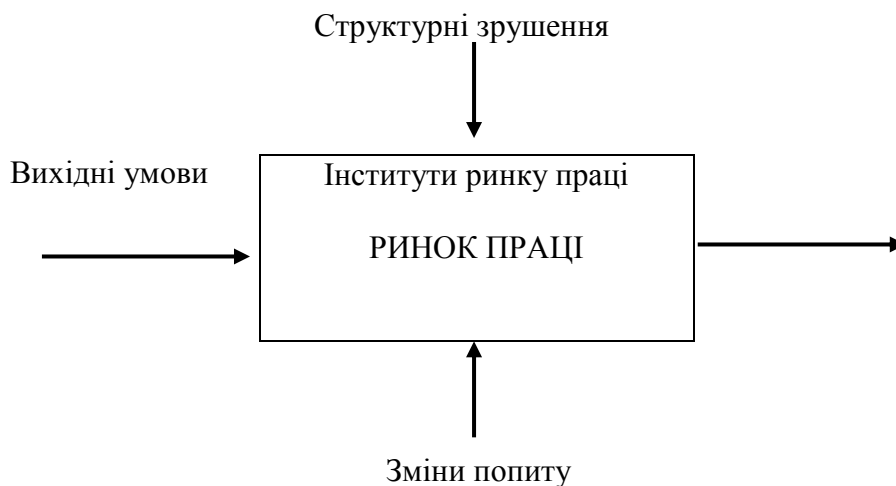 Структурні зрушення
Вихідні умови
Інститути ринку праці
РИНОК ПРАЦІ
Зміни попиту